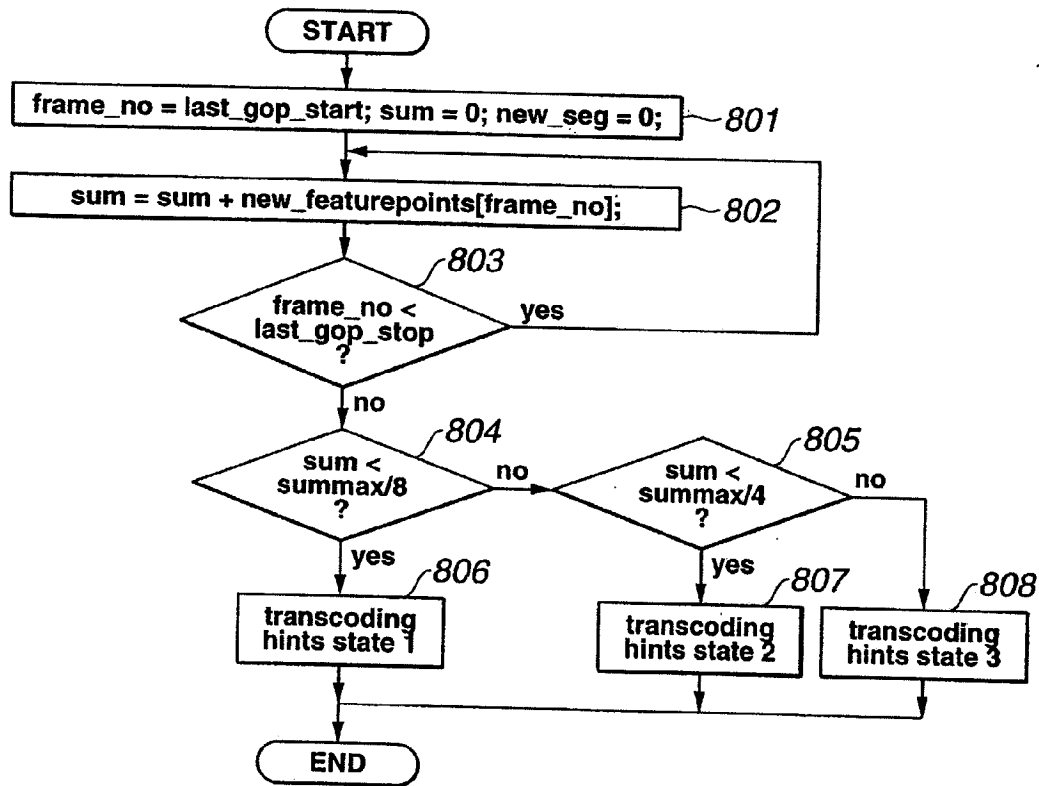 START
frame_no = last_gop_start; sum = 0; new_seg = 0;
801
sum = sum + new_featurepoints[frame_no];
802
803
frame_no <
last_gop_stop
?
yes
no
804
sum <
summax/8
?
no
805
sum <
summax/4
?
no
yes
806
transcoding
hints state 1
yes
807
transcoding
hints state 2
808
transcoding
hints state 3
END